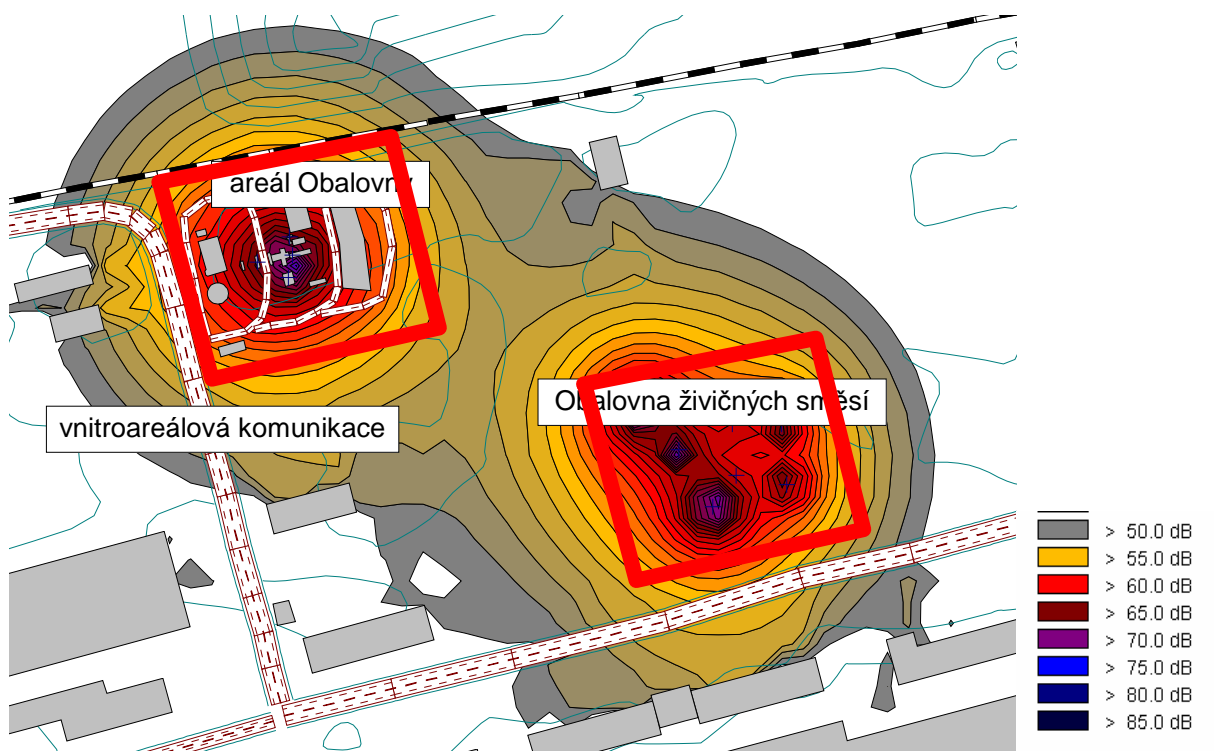 areál Obalovny
Obalovna živičných směsí
vnitroareálová komunikace
> 50.0 dB
> 55.0 dB
> 60.0 dB
> 65.0 dB
> 70.0 dB
> 75.0 dB
> 80.0 dB
> 85.0 dB